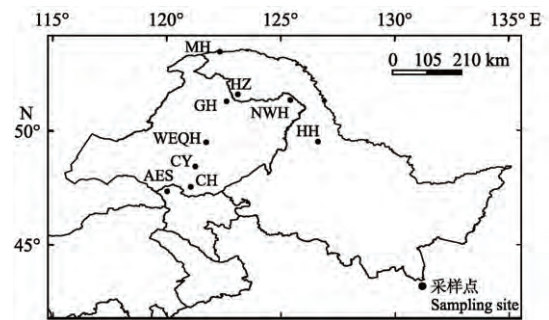 115° 120° 125° 130° 135° E
MH
0 105 210 km
HZ
GH
NWH
N
50°
HH
WEQH
CY
AES
CH
45°
采样点
Sampling site